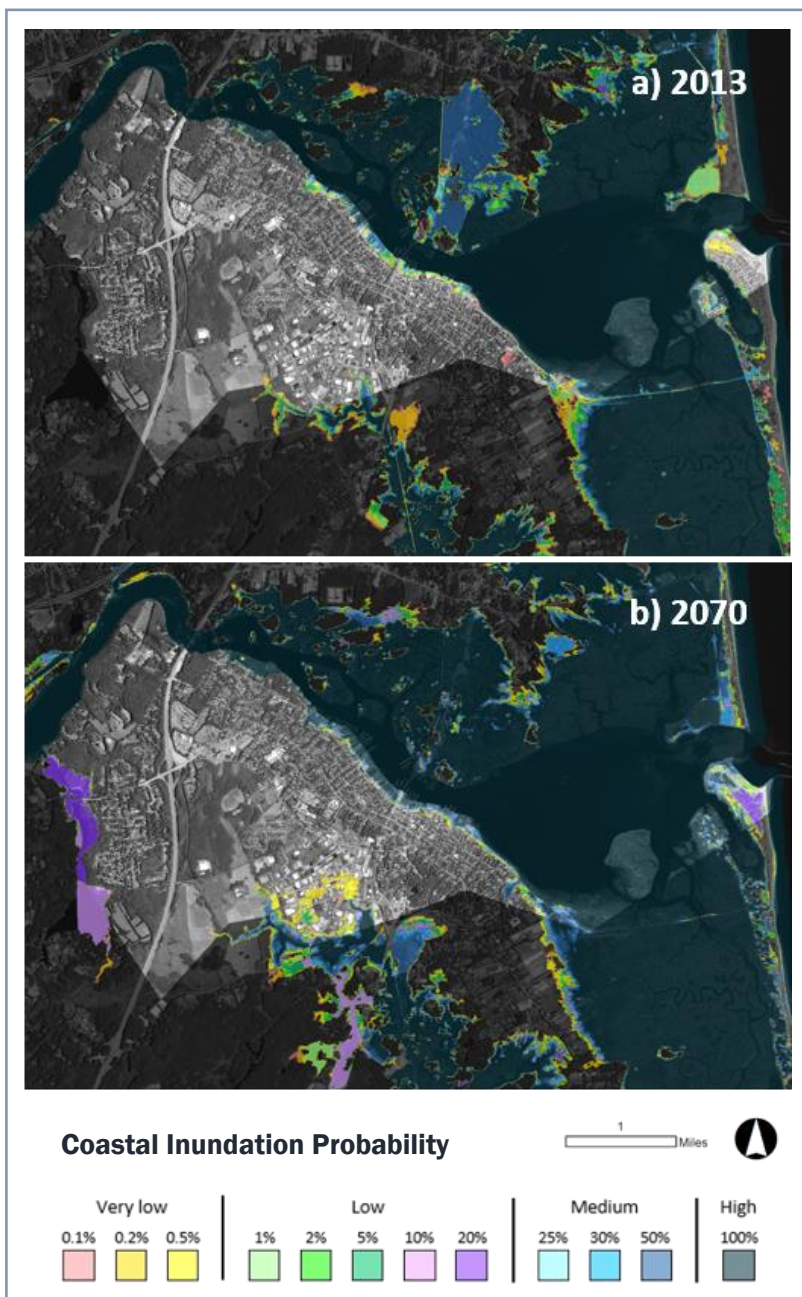 a) 2013
b) 2070
Coastal Inundation Probability
1
Miles
Very low
Low
Medium
High
0.1% 0.2% 0.5% 1% 2% 5% 10% 20% 25% 30% 50% 100%